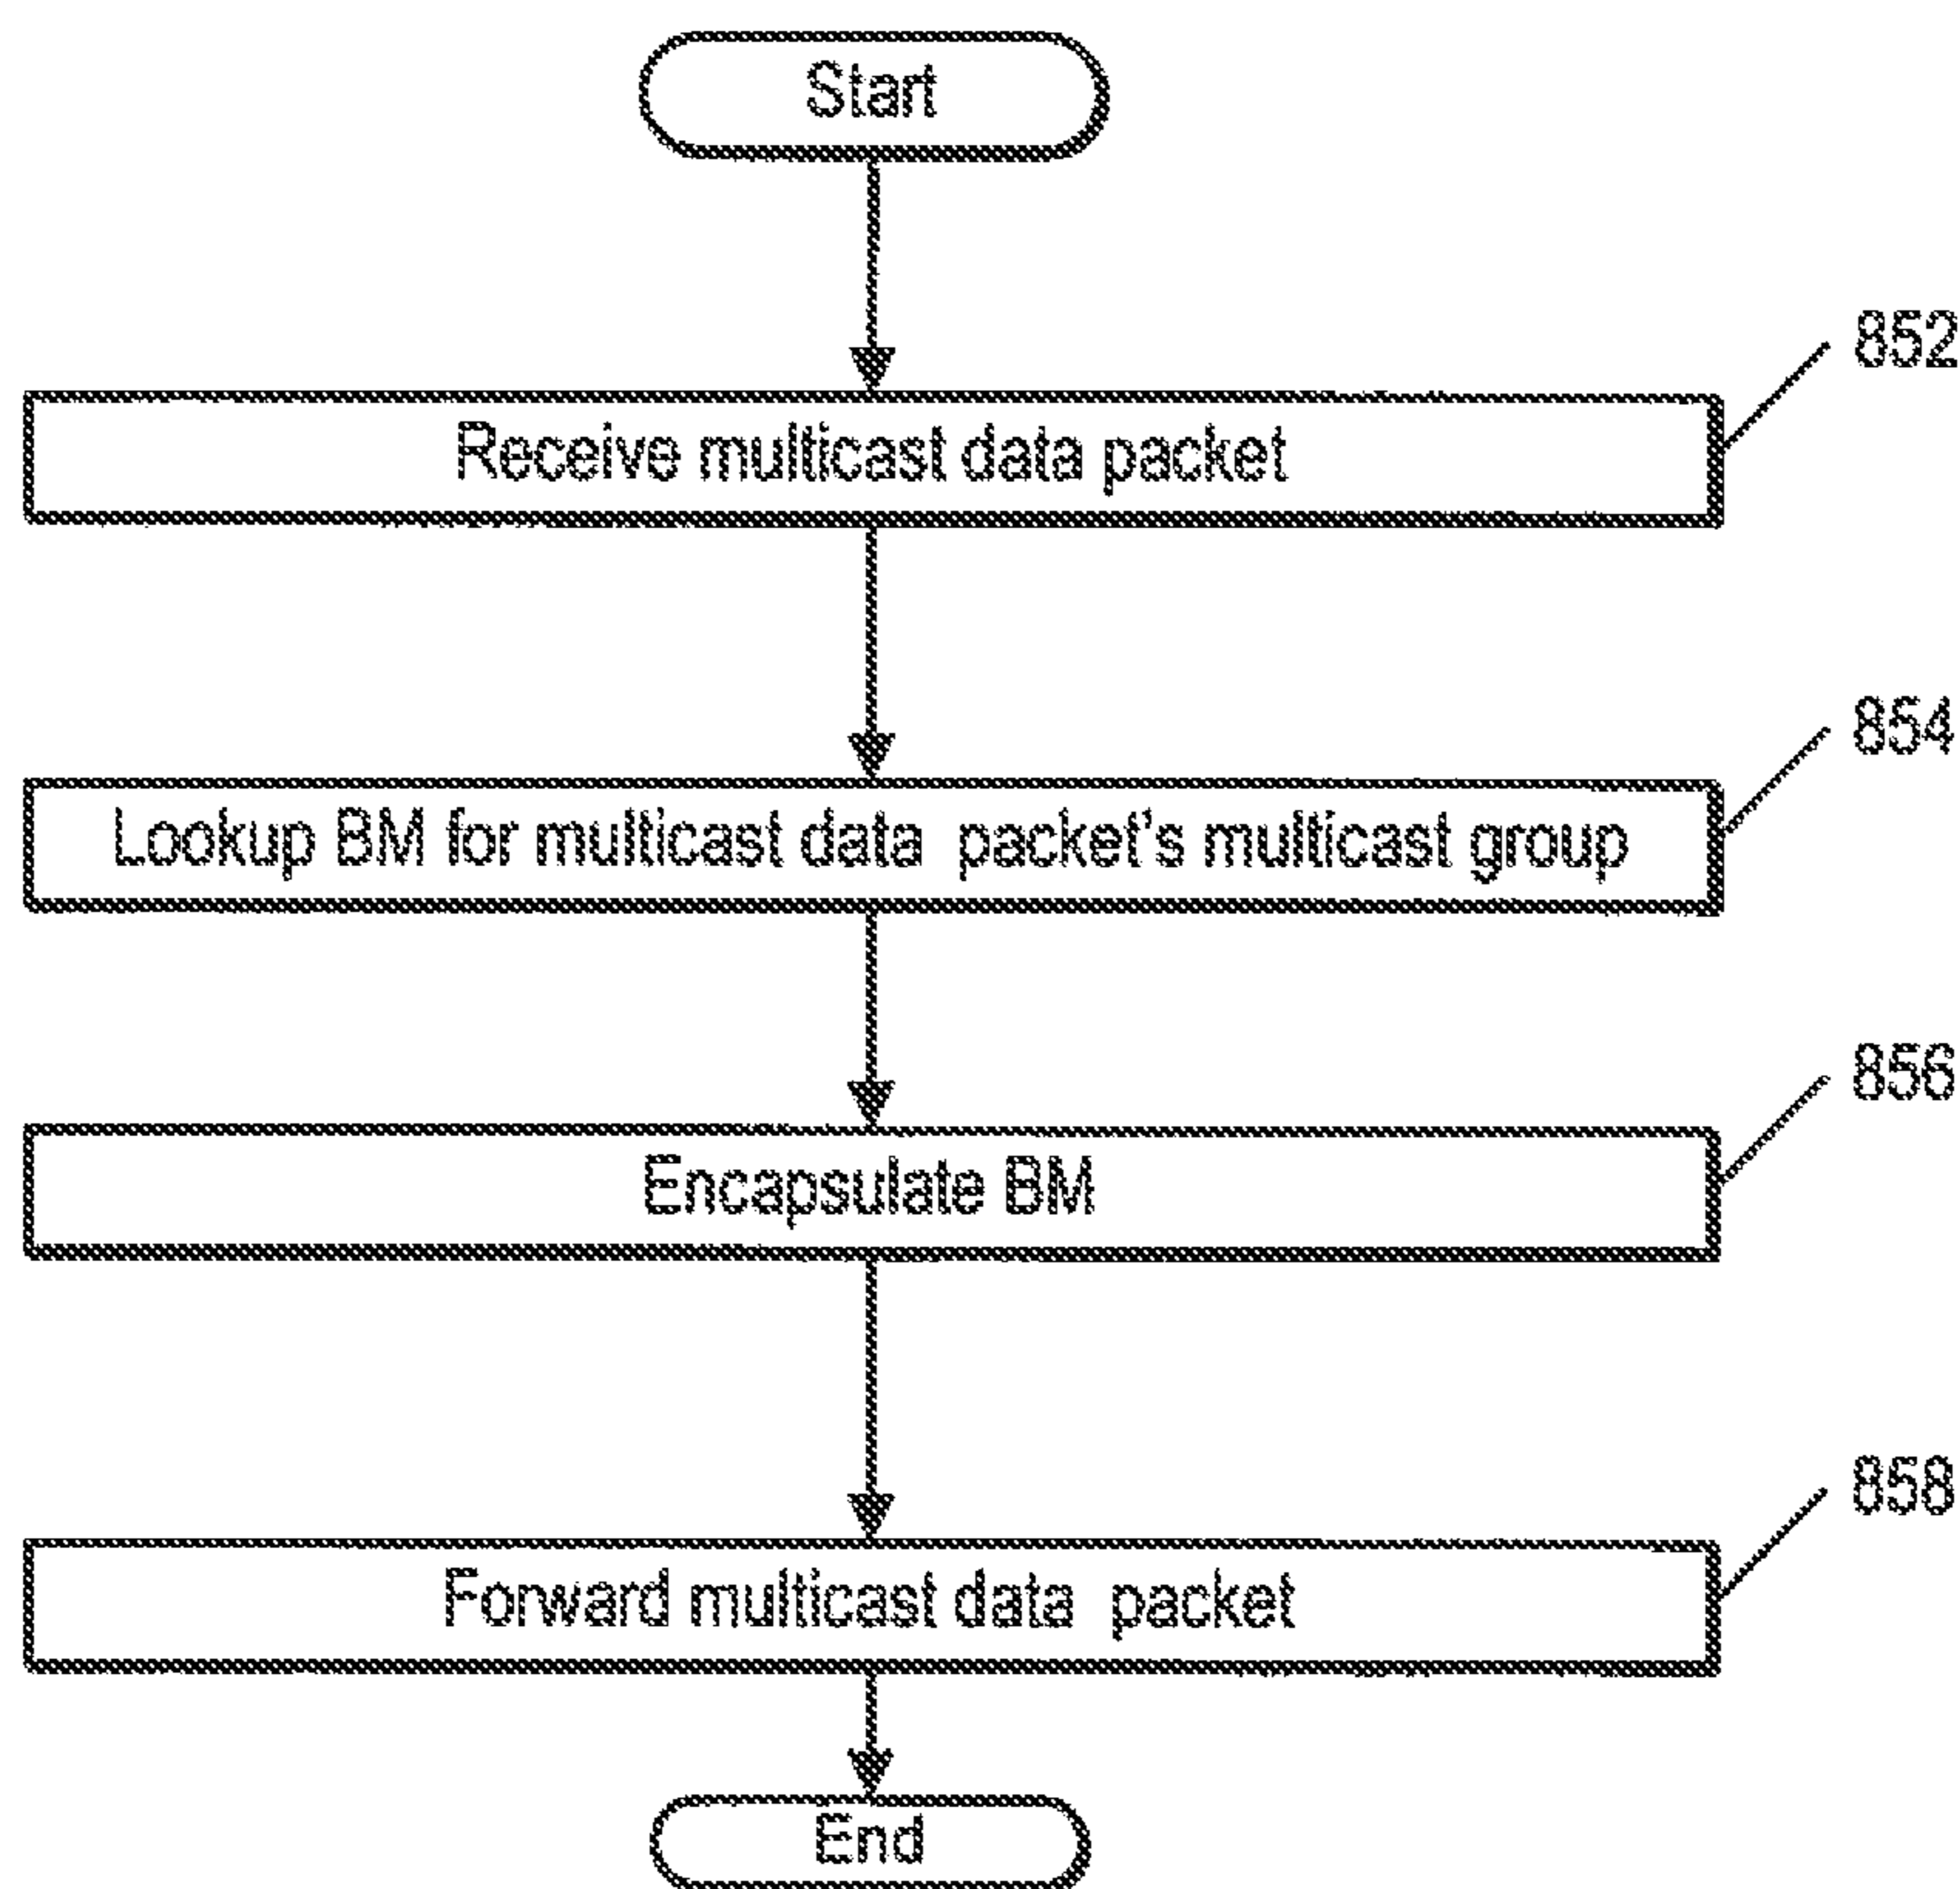 Start
852
Receive multicast data packet
854
Lookup BM for multicast data packet's multicast group
856
Encapsulate BM
858
Forward multicast data packet
End